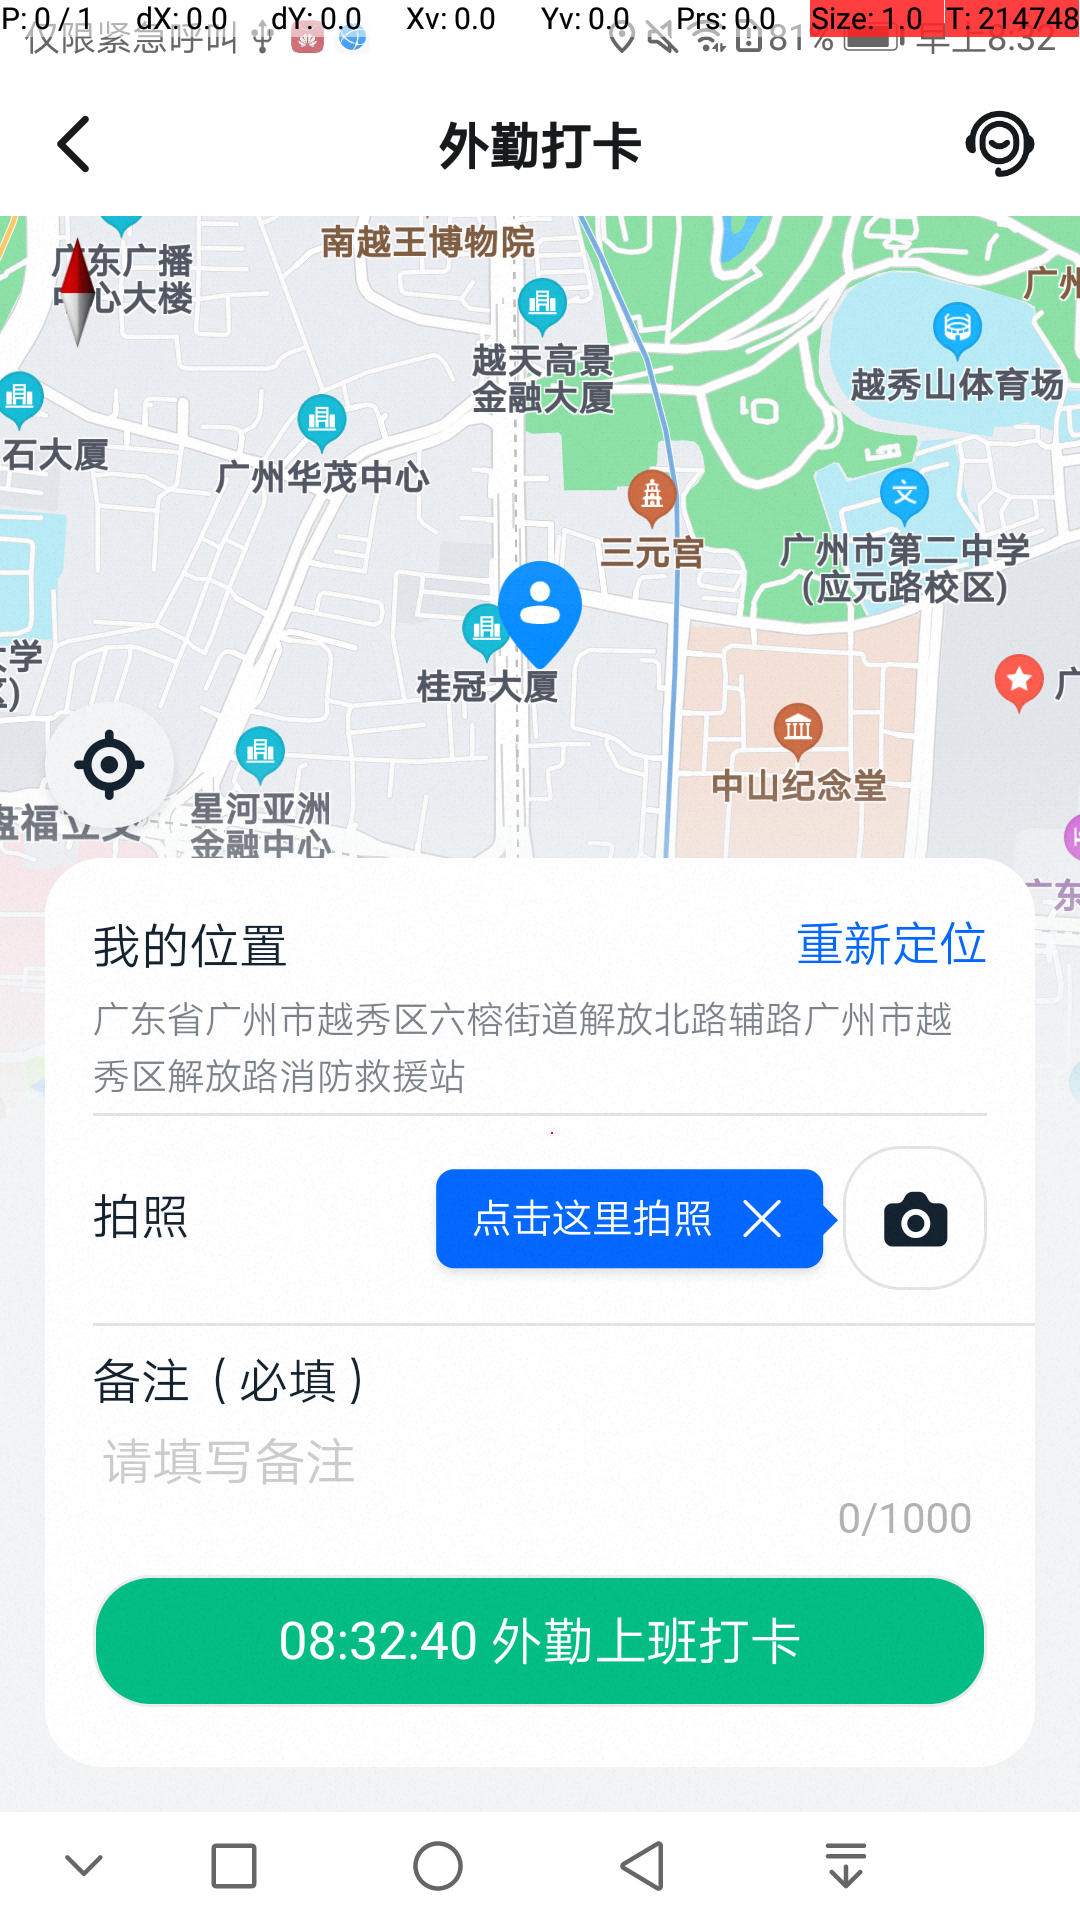 P: 0 / 1 dX: 0.0 dY: 0.0 Xv: 0.0 Yv: 0.0 Prs: 0.0 Size: 1.0 T: 214748
仅限紧急呼叫 81% 早上8:32
外勤打卡
南越王博物院
广东广播
中心大楼
广州
越天高景
金融大厦
越秀山体育场
石大厦
广州华茂中心
三元宫
广州市第二中学
(应元路校区)
大学
区)
桂冠大厦
广
中山纪念堂
星河亚洲
金融中心
盘福立交
广东
我的位置 重新定位
广东省广州市越秀区六榕街道解放北路辅路广州市越
秀区解放路消防救援站
拍照 点击这里拍照
备注（必填）
请填写备注
0/1000
08:32:40 外勤上班打卡